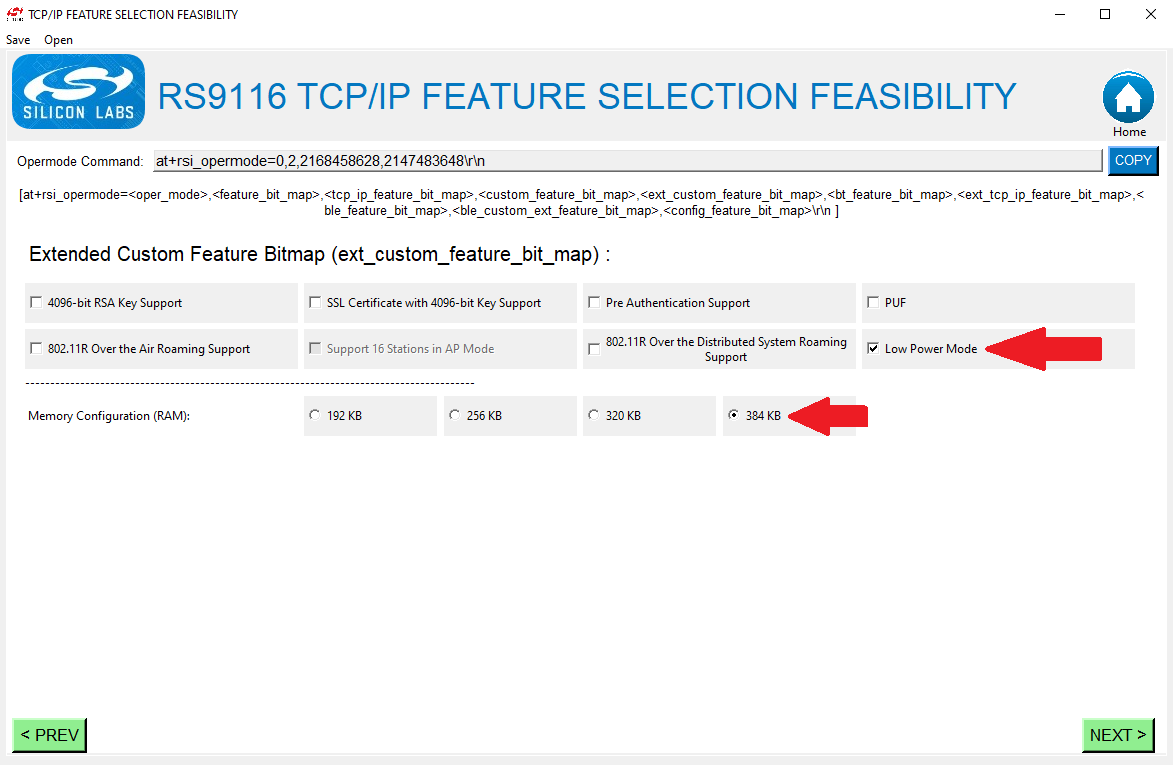 TCP/IP FEATURE SELECTION FEASIBILITY
Save Open
SILICON LABS
RS9116 TCP/IP FEATURE SELECTION FEASIBILITY
Home
Opermode Command: at+rsi_opermode=0,2,2168458628,2147483648\r\n COPY
[at+rsi_opermode=<oper_mode>,<feature_bit_map>,<tcp_ip_feature_bit_map>,<custom_feature_bit_map>,<ext_custom_feature_bit_map>,<bt_feature_bit_map>,<ext_tcp_ip_feature_bit_map>,<
ble_feature_bit_map>,<ble_custom_ext_feature_bit_map>,<config_feature_bit_map>\r\n ]
Extended Custom Feature Bitmap (ext_custom_feature_bit_map) :
4096-bit RSA Key Support
SSL Certificate with 4096-bit Key Support
Pre Authentication Support
PUF
802.11R Over the Air Roaming Support
Support 16 Stations in AP Mode
802.11R Over the Distributed System Roaming
Support
Low Power Mode
--------------------------------------------------------------------------------------------
Memory Configuration (RAM): 192 KB 256 KB 320 KB 384 KB
< PREV
NEXT >